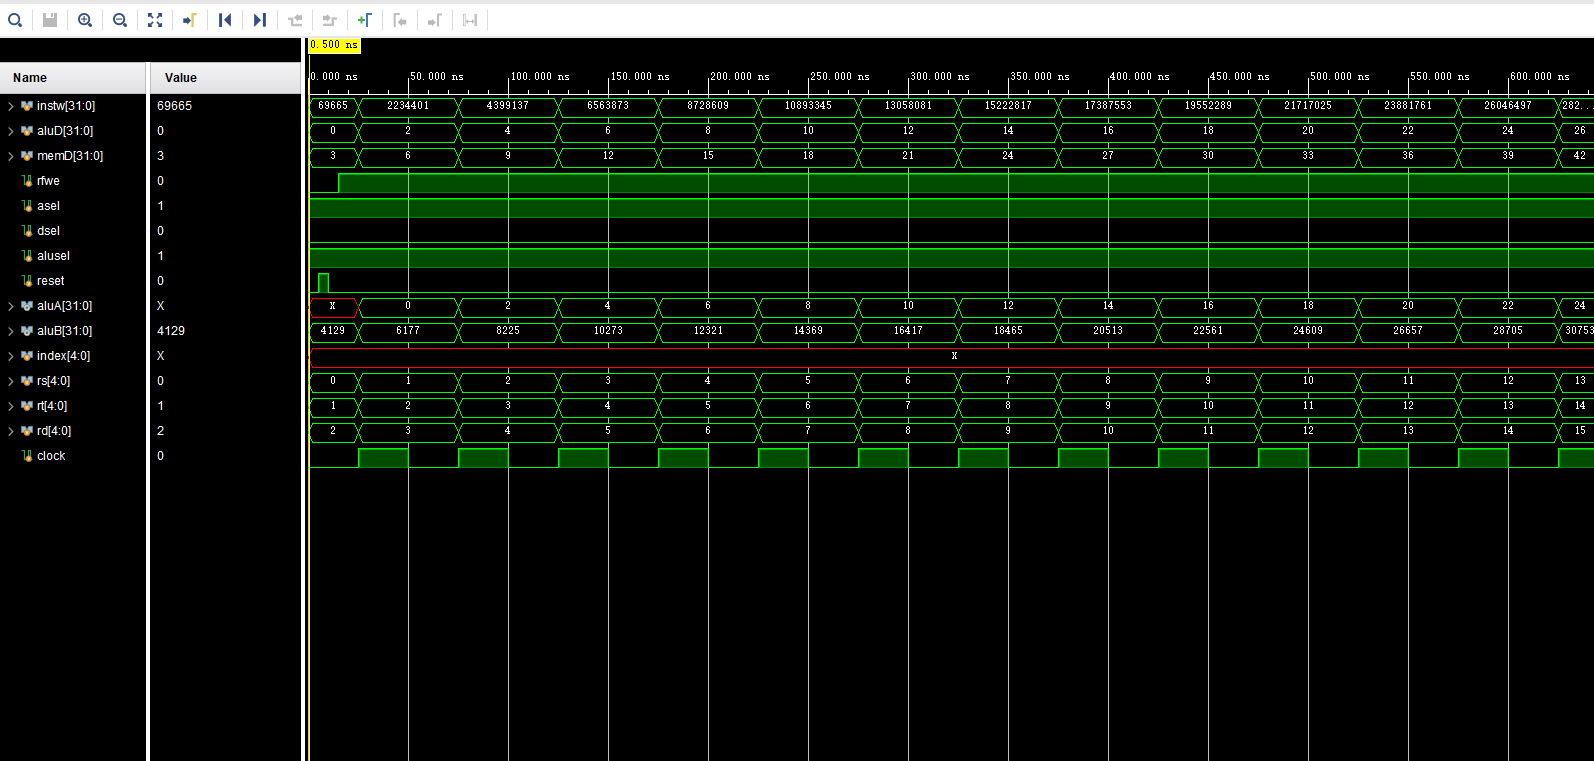 0.500 ns
Name Value
0.000 ns 50.000 ns 100.000 ns 150.000 ns 200.000 ns 250.000 ns 300.000 ns 350.000 ns 400.000 ns 450.000 ns 500.000 ns 550.000 ns 600.000 ns
instw[31:0] 69665 69665 2234401 4399137 6563873 8728609 10893345 13058081 15222817 17387553 19552289 21717025 23881761 26046497 282...
aluD[31:0] 0 0 2 4 6 8 10 12 14 16 18 20 22 24 26
memD[31:0] 3 3 6 9 12 15 18 21 24 27 30 33 36 39 42
rfwe 0
asel 1
dsel 0
alusel 1
reset 0
aluA[31:0] X X 0 2 4 6 8 10 12 14 16 18 20 22 24
aluB[31:0] 4129 4129 6177 8225 10273 12321 14369 16417 18465 20513 22561 24609 26657 28705 30753
index[4:0] X X
rs[4:0] 0 0 1 2 3 4 5 6 7 8 9 10 11 12 13
rt[4:0] 1 1 2 3 4 5 6 7 8 9 10 11 12 13 14
rd[4:0] 2 2 3 4 5 6 7 8 9 10 11 12 13 14 15
clock 0